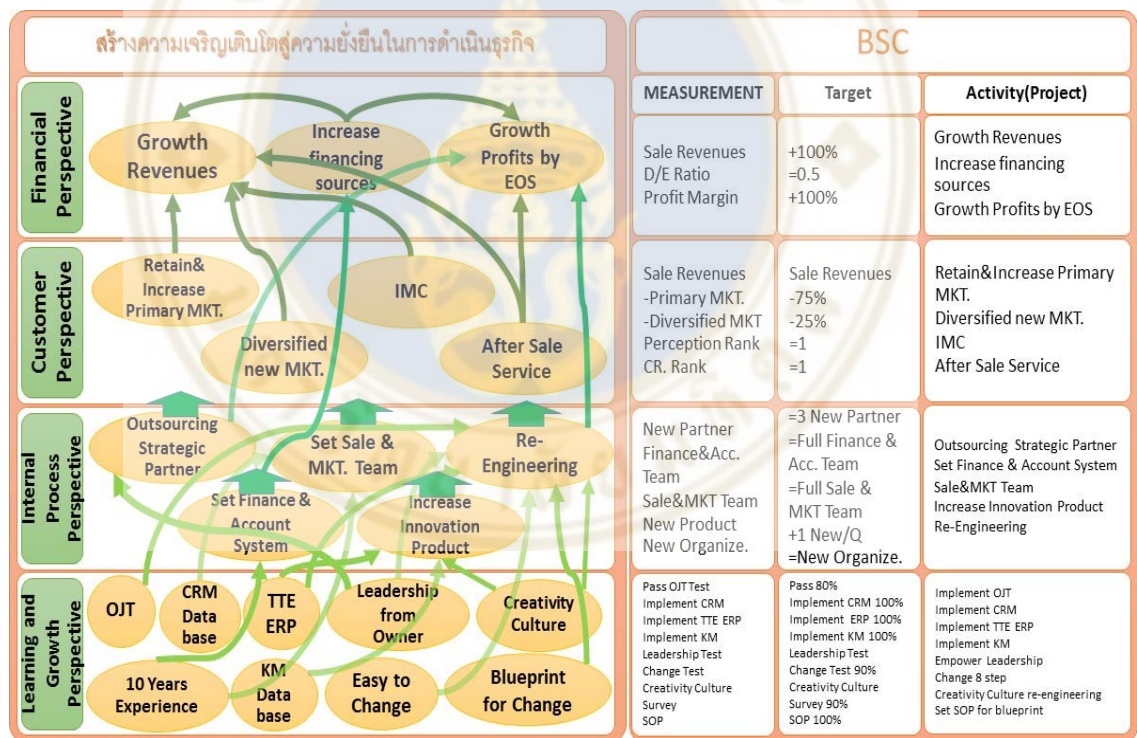 สร้างความเจริญเติบโตสู่ความยั่งยืนในการดำเนินธุรกิจ
BSC
MEASUREMENT
Target
Activity(Project)
Financial
Perspective
Growth
Revenues
Increase
financing
sources
Growth
Profits by
EOS
Sale Revenues
D/E Ratio
Profit Margin
+100%
=0.5
+100%
Growth Revenues
Increase financing
sources
Growth Profits by EOS
Customer
Perspective
Retain&
Increase
Primary MKT.
IMC
Diversified
new MKT.
After Sale
Service
Sale Revenues
-Primary MKT.
-Diversified MKT
Perception Rank
CR. Rank
Sale Revenues
-75%
-25%
=1
=1
Retain&Increase Primary
MKT.
Diversified new MKT.
IMC
After Sale Service
Internal
Process
Perspective
Outsourcing
Strategic
Partner
Set Sale &
MKT. Team
Re-
Engineering
Set Finance &
Account
System
Increase
Innovation
Product
New Partner
Finance&Acc.
Team
Sale&MKT Team
New Product
New Organize.
=3 New Partner
=Full Finance &
Acc. Team
=Full Sale &
MKT Team
+1 New/Q
=New Organize.
Outsourcing Strategic Partner
Set Finance & Account System
Sale&MKT Team
Increase Innovation Product
Re-Engineering
Learning and
Growth
Perspective
OJT
CRM
Data
base
TTE
ERP
Leadership
from
Owner
Creativity
Culture
10 Years
Experience
KM
Data
base
Easy to
Change
Blueprint
for Change
Pass OJT Test
Implement CRM
Implement TTE ERP
Implement KM
Leadership Test
Change Test
Creativity Culture
Survey
SOP
Pass 80%
Implement CRM 100%
Implement ERP 100%
Implement KM 100%
Leadership Test
Change Test 90%
Creativity Culture
Survey 90%
SOP 100%
Implement OJT
Implement CRM
Implement TTE ERP
Implement KM
Empower Leadership
Change 8 step
Creativity Culture re-engineering
Set SOP for blueprint